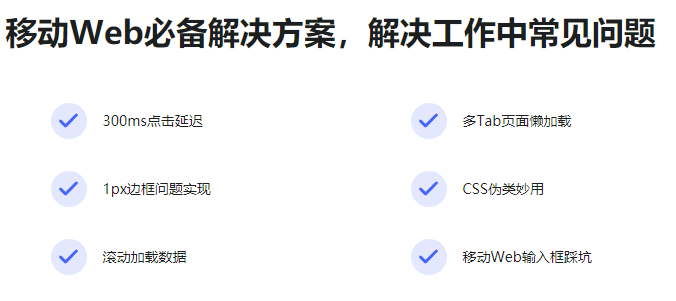 移动Web必备解决方案，解决工作中常见问题
300ms点击延迟
多Tab页面懒加载
1px边框问题实现
CSS伪类妙用
滚动加载数据
移动Web输入框踩坑